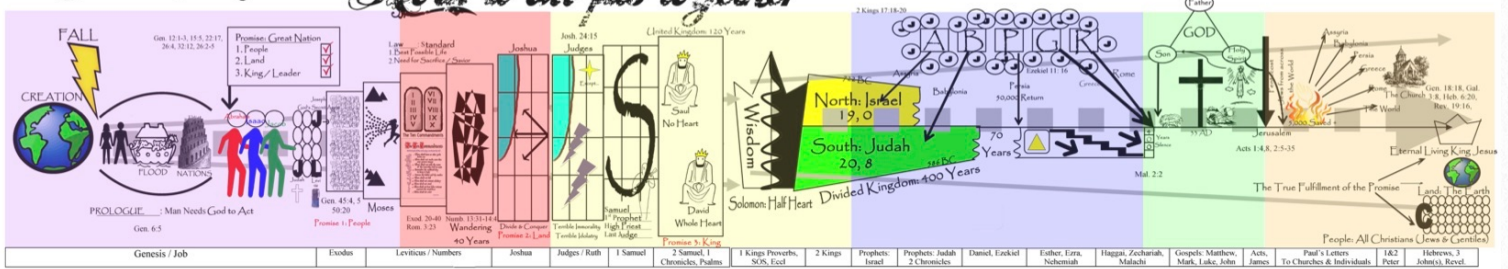 FALL
CREATION
FLOOD
NATIONS
PROLOGUE : Man Needs God to Act
Gen. 6:5
Gen. 12:1-3, 15:5, 22:17,
26:4, 32:12, 26:2-5
Promise: Great Nation
1. People
2. Land
3. King / Leader
Gen. 45:4, 5
50:20
Promise 1: People
Moses
Law Standard
1. Best Possible Life
2. Need for Sacrifice / Savior
The Ten Commandments
Exod. 20-40
Rom. 3:23
Numb. 13:31-14:4
Wandering
40 Years
Joshua
Divide & Conquer
Promise 2: Land
Josh. 24:15
Judges
Terrible Immorality
Terrible Idolatry
S
Samuel
1st Prophet
High Priest
Last Judge
United Kingdom: 120 Years
Saul
No Heart
David
Whole Heart
Promise 3: King
Wisdom
Solomon: Half Heart
2 Kings 17:18-20
North: Israel
19, 0
South: Judah
20, 8
586 BC
Divided Kingdom: 400 Years
A B P G R
Assyria
Babylonia
Persia
Greece
Rome
Ezekiel 11: 16
50,000 Return
70
Years
Mal. 2:2
Father
GOD
Son
Holy
Spirit
33 AD
Jerusalem
Acts 1:4,8, 2:5-35
Assyria
Babylonia
Persia
Greece
Rome
The World
The Church
Gen. 18:18, Gal.
3:8, Heb. 6:20,
Rev. 19:16,
Eternal Living King Jesus
The True Fulfillment of the Promise
Land: The Earth
People: All Christians (Jews & Gentiles)
Genesis / Job
Exodus
Leviticus / Numbers
Joshua
Judges / Ruth
1 Samuel
2 Samuel, 1
Chronicles, Psalms
1 Kings Proverbs,
SOS, Eccl
2 Kings
Prophets:
Israel
Prophets: Judah
2 Chronicles
Daniel, Ezekiel
Esther, Ezra,
Nehemiah
Haggai, Zechariah,
Malachi
Gospels: Matthew,
Mark, Luke, John
Acts,
James
Paul's Letters
To Churches & Individuals
1 & 2
Peter
Hebrews, 3
John(s), Revel.